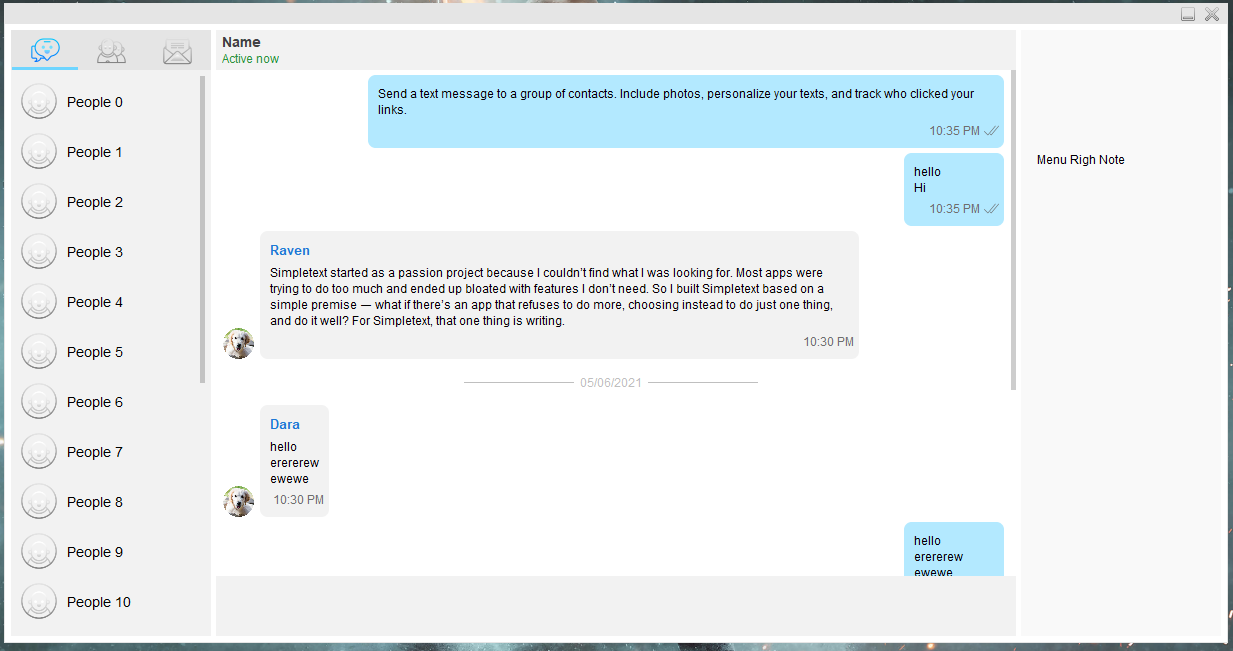 Name
Active now
People 0
People 1
People 2
People 3
People 4
People 5
People 6
People 7
People 8
People 9
People 10
Send a text message to a group of contacts. Include photos, personalize your texts, and track who clicked your
links.
10:35 PM
hello
Hi
10:35 PM
Raven
Simpletext started as a passion project because I couldn’t find what I was looking for. Most apps were
trying to do too much and ended up bloated with features I don’t need. So I built Simpletext based on a
simple premise — what if there’s an app that refuses to do more, choosing instead to do just one thing,
and do it well? For Simpletext, that one thing is writing.
10:30 PM
05/06/2021
Dara
hello
erererew
ewewe
10:30 PM
hello
erererew
ewewe
Menu Righ Note